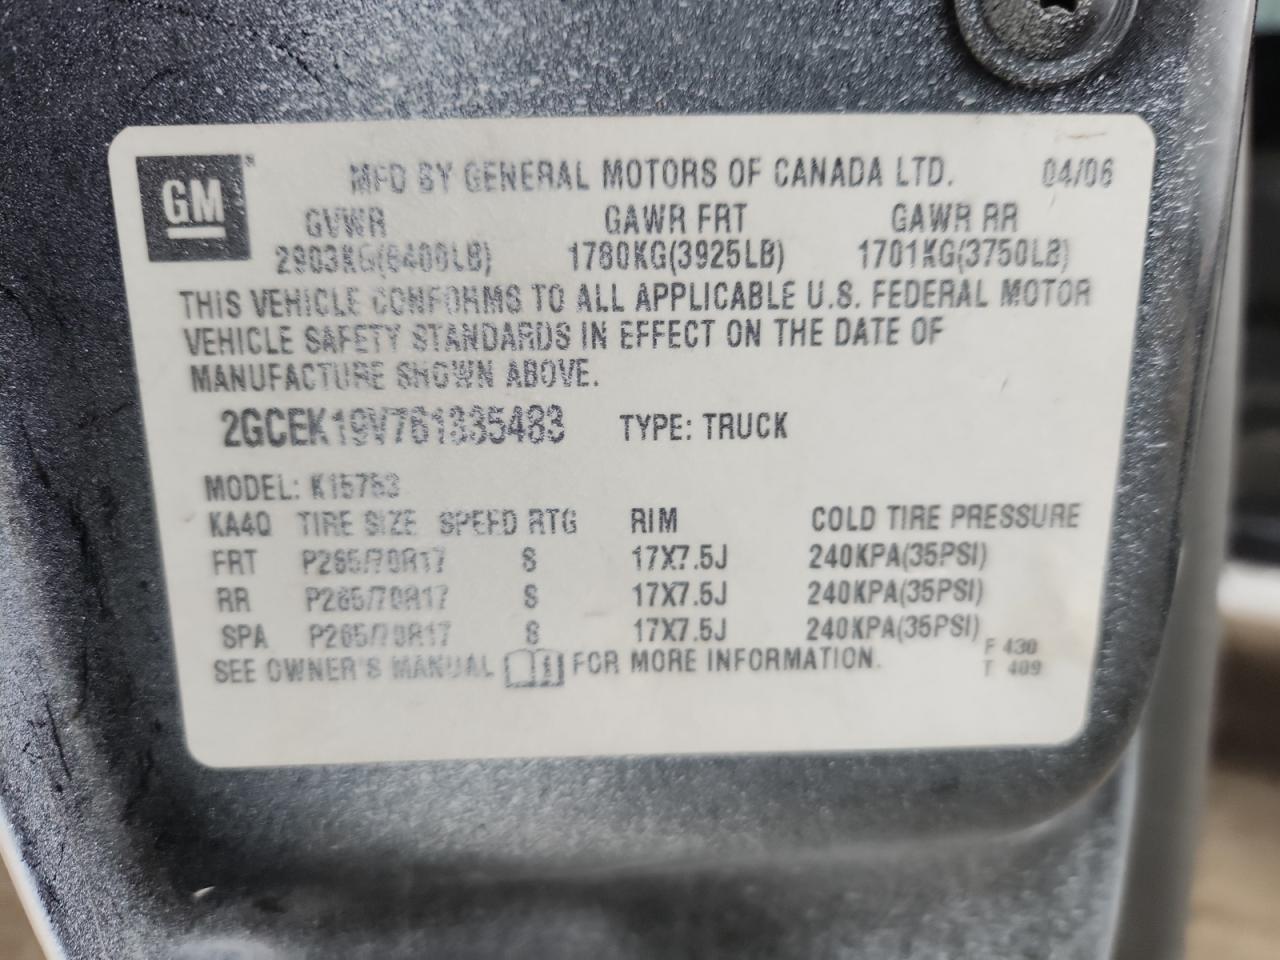 GM
MFD BY GENERAL MOTORS OF CANADA LTD. 04/06
GVWR GAWR FRT GAWR RR
2903KG(6400LB) 1780KG(3925LB) 1701KG(3750LB)
THIS VEHICLE CONFORMS TO ALL APPLICABLE U.S. FEDERAL MOTOR
VEHICLE SAFETY STANDARDS IN EFFECT ON THE DATE OF
MANUFACTURE SHOWN ABOVE.
2GCEK19V761335483 TYPE: TRUCK
MODEL: K15753
KA4Q TIRE SIZE SPEED RTG RIM COLD TIRE PRESSURE
FRT P265/70R17 S 17X7.5J 240KPA(35PSI)
RR P265/70R17 S 17X7.5J 240KPA(35PSI)
SPA P265/70R17 S 17X7.5J 240KPA(35PSI)
SEE OWNER'S MANUAL FOR MORE INFORMATION.
F 430
T 409